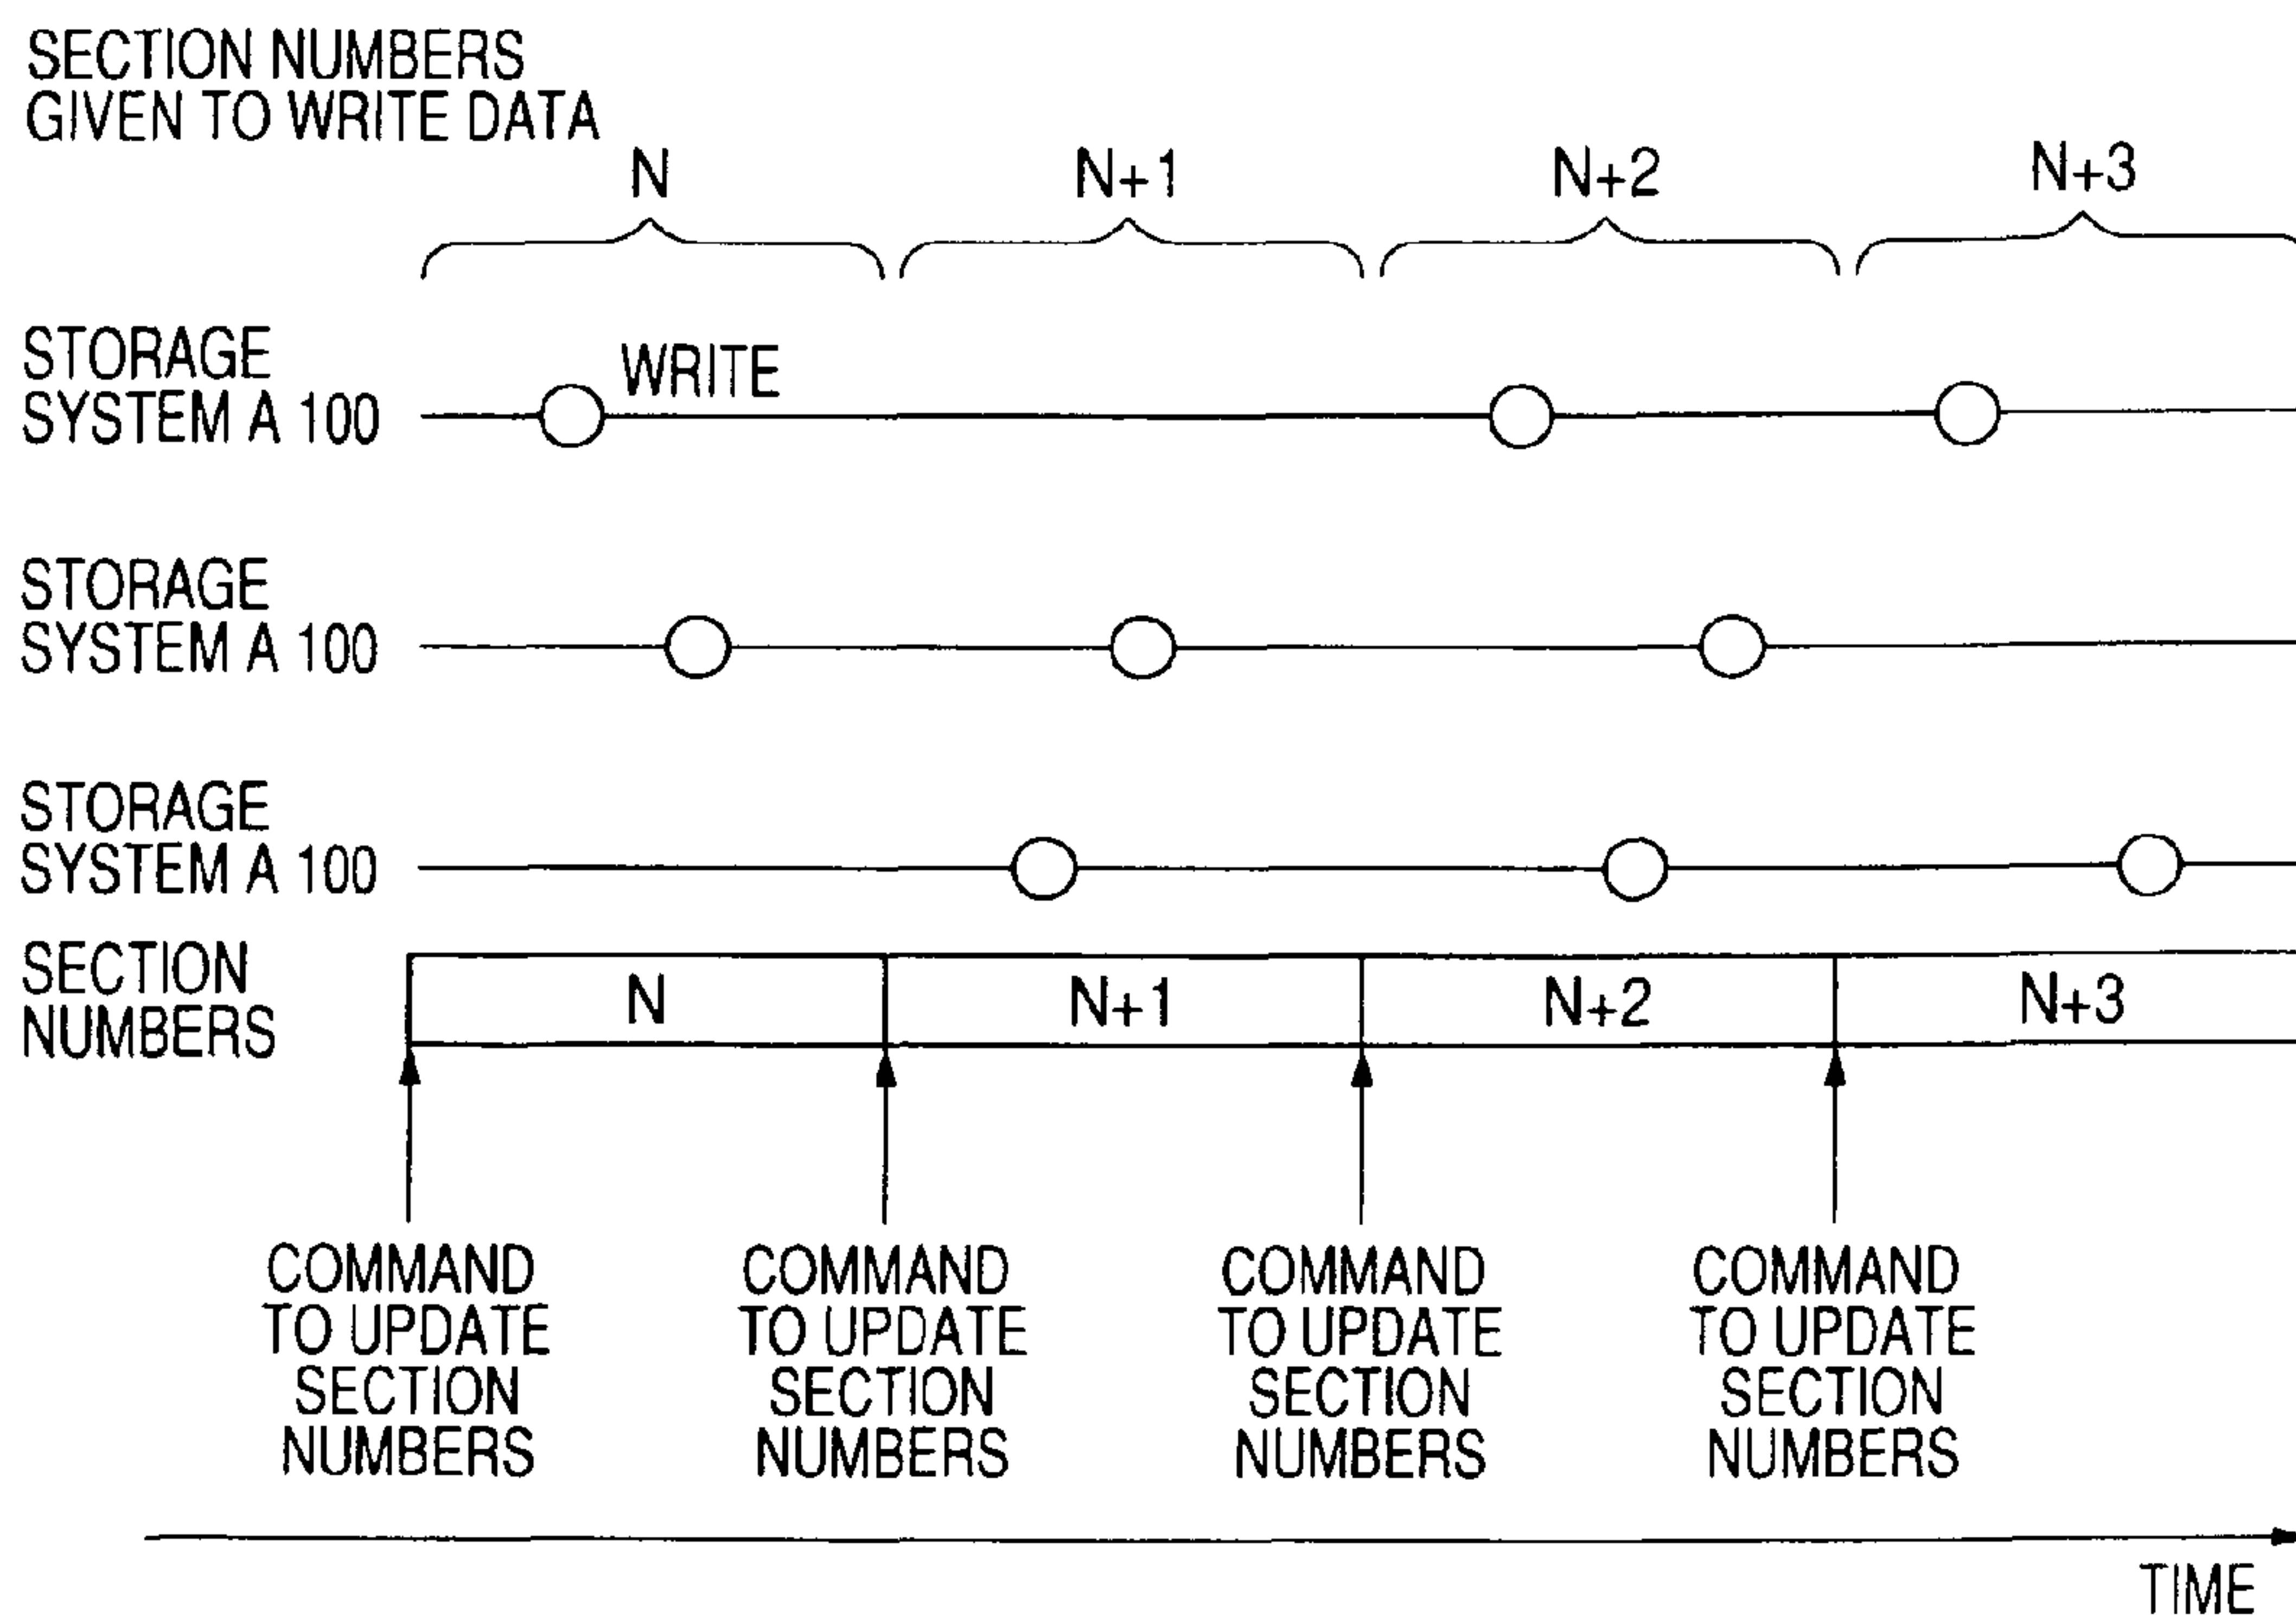 SECTION NUMBERS
GIVEN TO WRITE DATA
N
N+1
N+2
N+3
STORAGE
SYSTEM A 100
WRITE
STORAGE
SYSTEM A 100
STORAGE
SYSTEM A 100
SECTION
NUMBERS
N
N+1
N+2
N+3
COMMAND
TO UPDATE
SECTION
NUMBERS
COMMAND
TO UPDATE
SECTION
NUMBERS
COMMAND
TO UPDATE
SECTION
NUMBERS
COMMAND
TO UPDATE
SECTION
NUMBERS
TIME